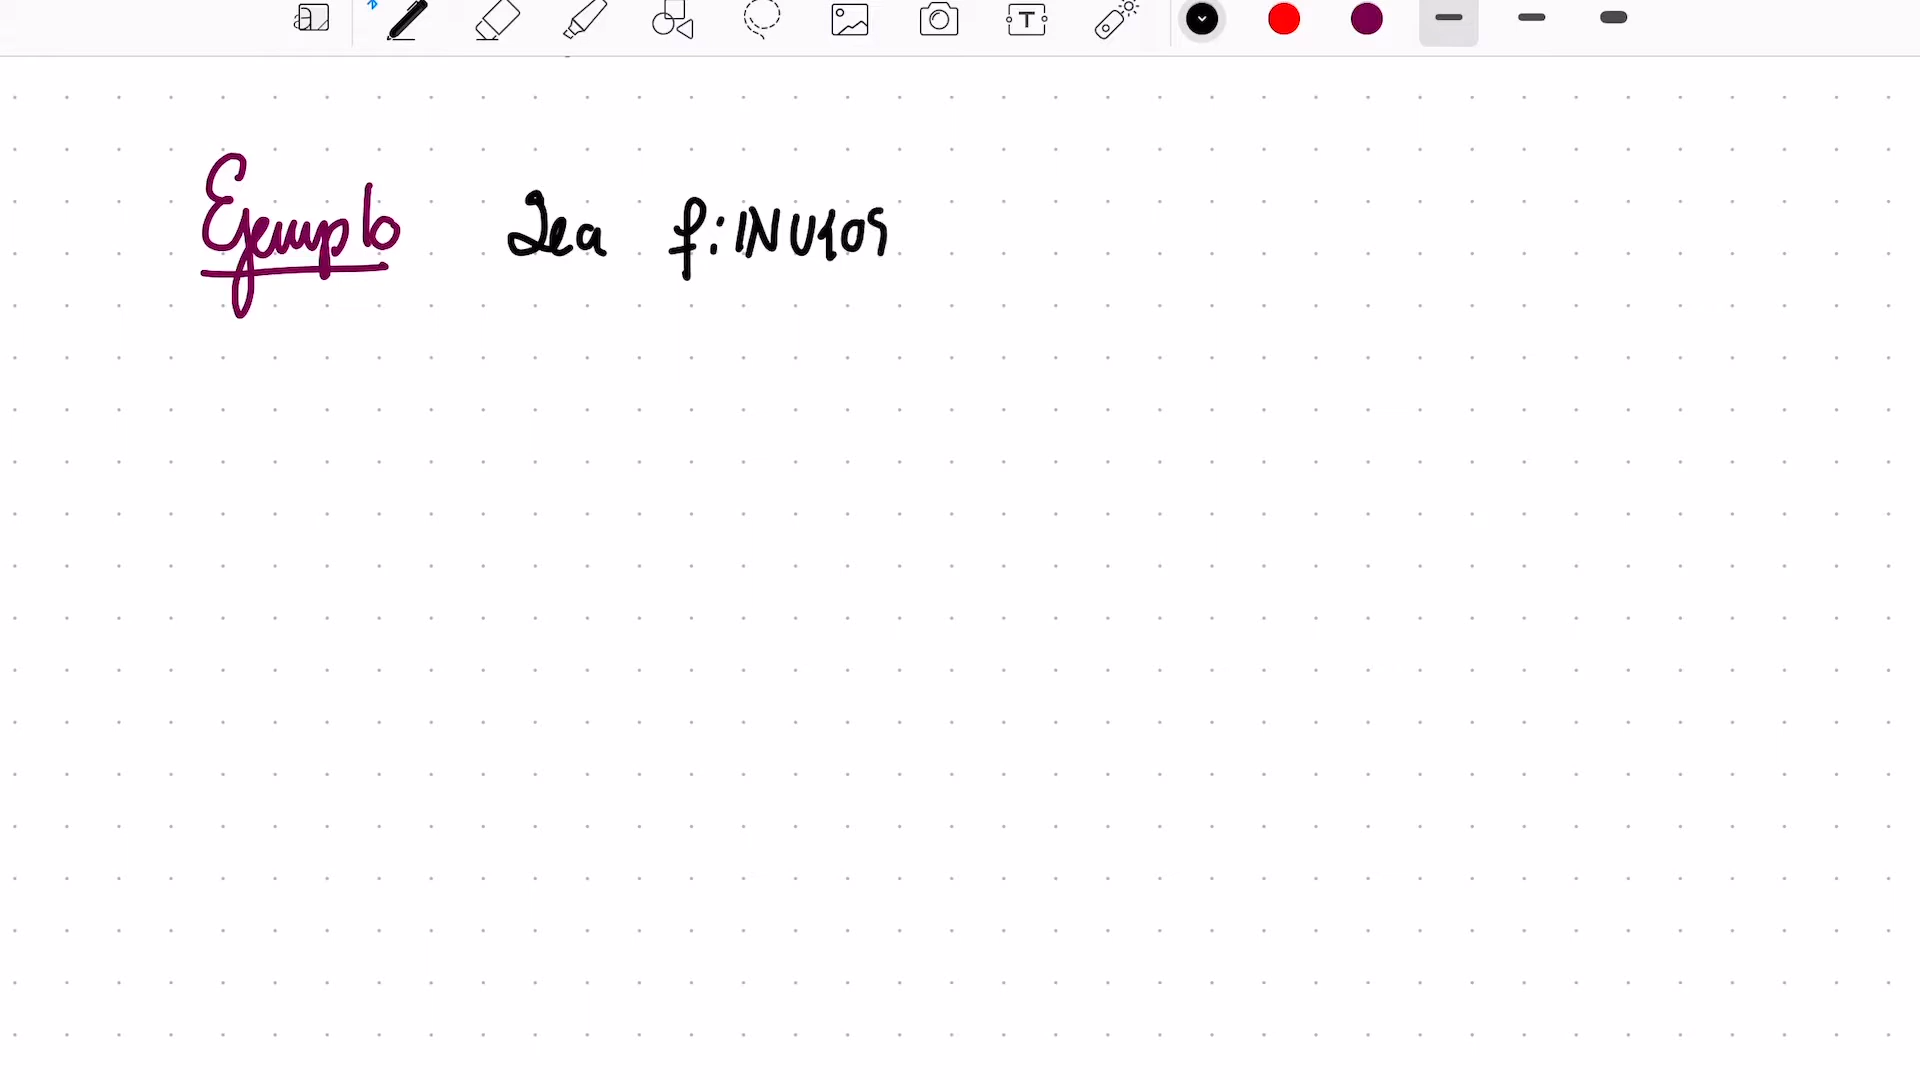 Ejemplo Sea f: ℕ ∪ {0}